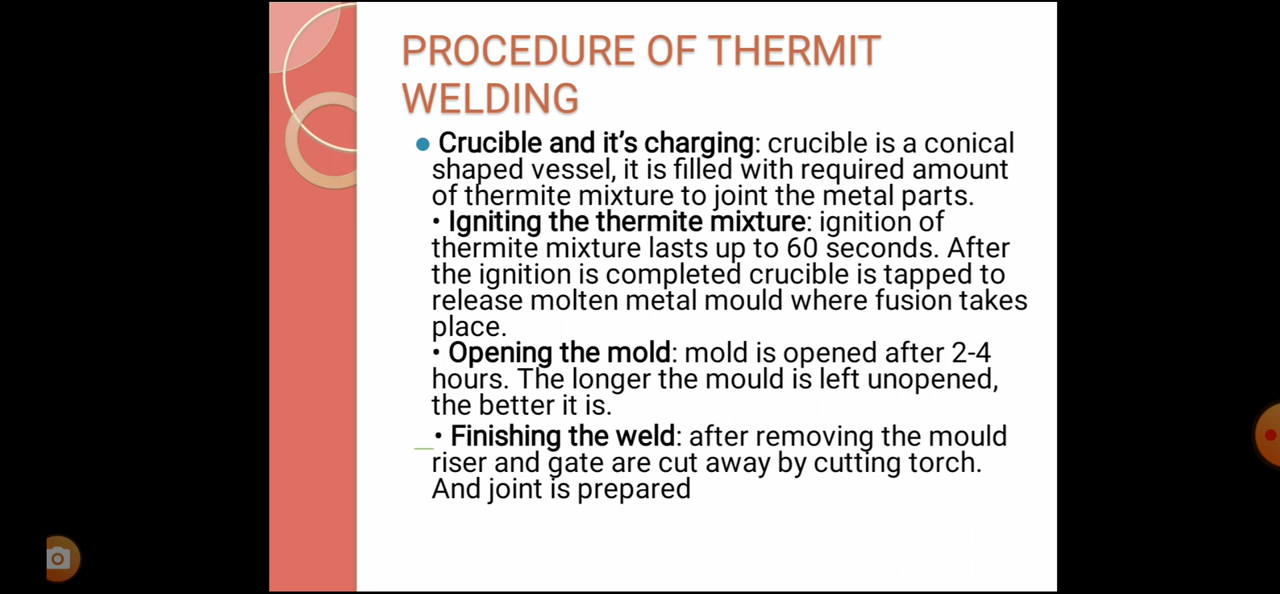 PROCEDURE OF THERMIT
WELDING
Crucible and it's charging: crucible is a conical
shaped vessel, it is filled with required amount
of thermite mixture to joint the metal parts.
• Igniting the thermite mixture: ignition of
thermite mixture lasts up to 60 seconds. After
the ignition is completed crucible is tapped to
release molten metal mould where fusion takes
place.
• Opening the mold: mold is opened after 2-4
hours. The longer the mould is left unopened,
the better it is.
• Finishing the weld: after removing the mould
riser and gate are cut away by cutting torch.
And joint is prepared